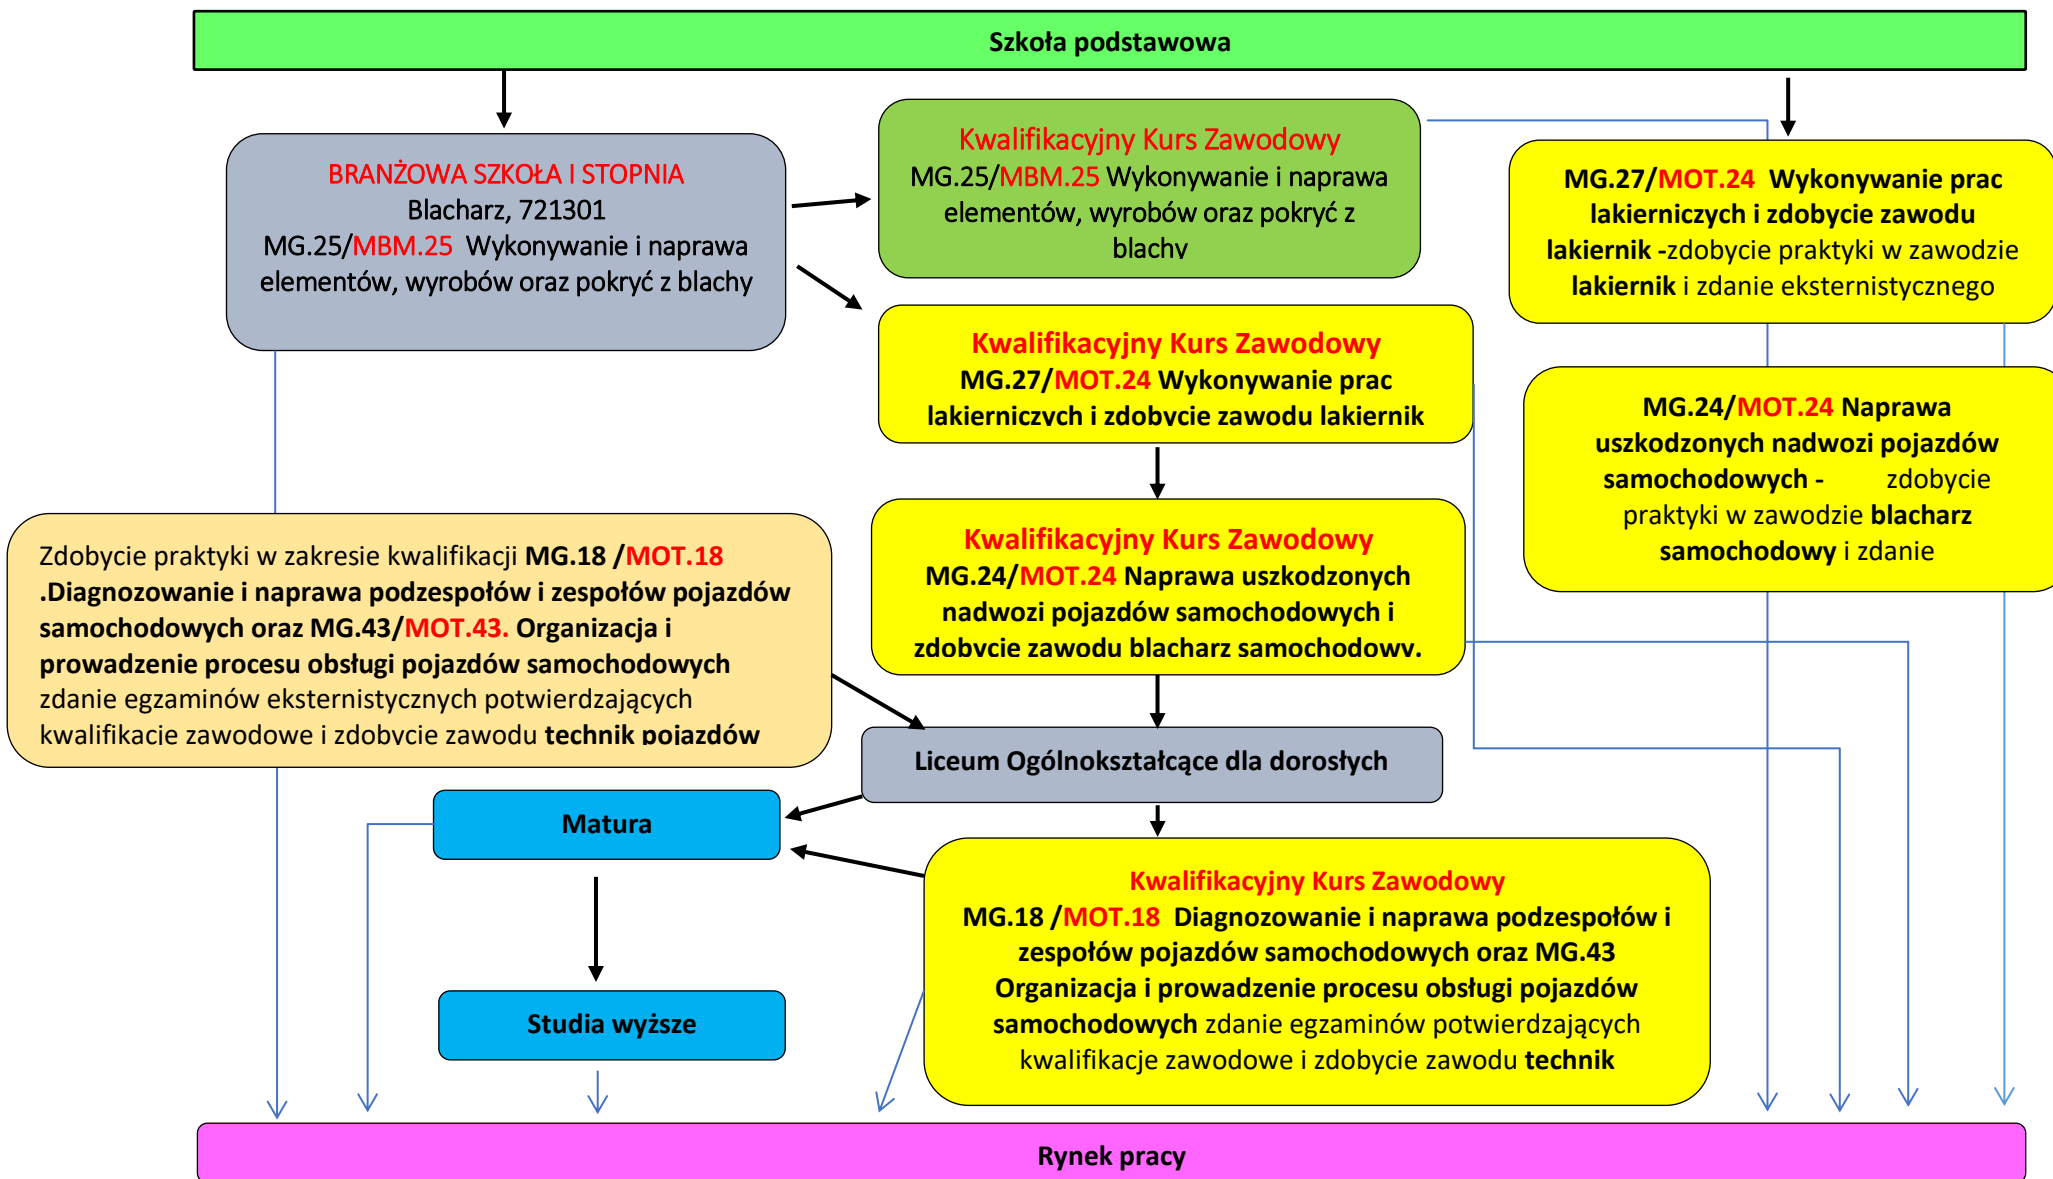 Szkoła podstawowa
BRANŻOWA SZKOŁA I STOPNIA
Blacharz, 721301
MG.25/MBM.25 Wykonywanie i naprawa
elementów, wyrobów oraz pokryć z blachy
Kwalifikacyjny Kurs Zawodowy
MG.25/MBM.25 Wykonywanie i naprawa
elementów, wyrobów oraz pokryć z
blachy
MG.27/MOT.24 Wykonywanie prac
lakierniczych i zdobycie zawodu
lakiernik -zdobycie praktyki w zawodzie
lakiernik i zdanie eksternistycznego
Kwalifikacyjny Kurs Zawodowy
MG.27/MOT.24 Wykonywanie prac
lakierniczych i zdobycie zawodu lakiernik
MG.24/MOT.24 Naprawa
uszkodzonych nadwozi pojazdów
samochodowych - zdobycie
praktyki w zawodzie blacharz
samochodowy i zdanie
Zdobycie praktyki w zakresie kwalifikacji MG.18 /MOT.18
.Diagnozowanie i naprawa podzespołów i zespołów pojazdów
samochodowych oraz MG.43/MOT.43. Organizacja i
prowadzenie procesu obsługi pojazdów samochodowych
zdanie egzaminów eksternistycznych potwierdzających
kwalifikacje zawodowe i zdobycie zawodu technik pojazdów
Kwalifikacyjny Kurs Zawodowy
MG.24/MOT.24 Naprawa uszkodzonych
nadwozi pojazdów samochodowych i
zdobycie zawodu blacharz samochodowy.
Liceum Ogólnokształcące dla dorosłych
Matura
Kwalifikacyjny Kurs Zawodowy
MG.18 /MOT.18 Diagnozowanie i naprawa podzespołów i
zespołów pojazdów samochodowych oraz MG.43
Organizacja i prowadzenie procesu obsługi pojazdów
samochodowych zdanie egzaminów potwierdzających
kwalifikacje zawodowe i zdobycie zawodu technik
Studia wyższe
Rynek pracy